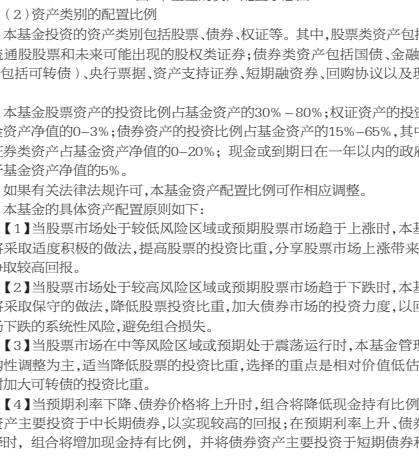 （2）资产类别的配置比例
本基金投资的资产类别包括股票、债券、权证等。其中,股票类资产包括
流通股股票和未来可能出现的股权类证券;债券类资产包括国债、金融
包括可转债）、央行票据、资产支持证券、短期融资券、回购协议以及现
本基金股票资产的投资比例占基金资产的30%－80%;权证资产的投资
金资产净值的0-3%;债券资产的投资比例占基金资产的15%-65%,其中
证券类资产占基金资产净值的0-20%；现金或到期日在一年以内的政府
于基金资产净值的5%。
如果有关法律法规许可,本基金资产配置比例可作相应调整。
本基金的具体资产配置原则如下：
【1】当股票市场处于较低风险区域或预期股票市场趋于上涨时,本基
将采取适度积极的做法,提高股票的投资比重,分享股票市场上涨带来
争取较高回报。
【2】当股票市场处于较高风险区域或预期股票市场趋于下跌时,本基
将采取保守的做法,降低股票投资比重,加大债券市场的投资力度,以回
场下跌的系统性风险,避免组合损失。
【3】当股票市场在中等风险区域或预期处于震荡运行时,本基金管理
构性调整为主,适当降低股票的投资比重,选择的重点是相对价值低估
时加大可转债的投资比重。
【4】当预期利率下降、债券价格将上升时,组合将降低现金持有比例
资产主要投资于中长期债券,以实现较高的回报;在预期利率上升、债券
降时，组合将增加现金持有比例，并将债券资产主要投资于短期债券和